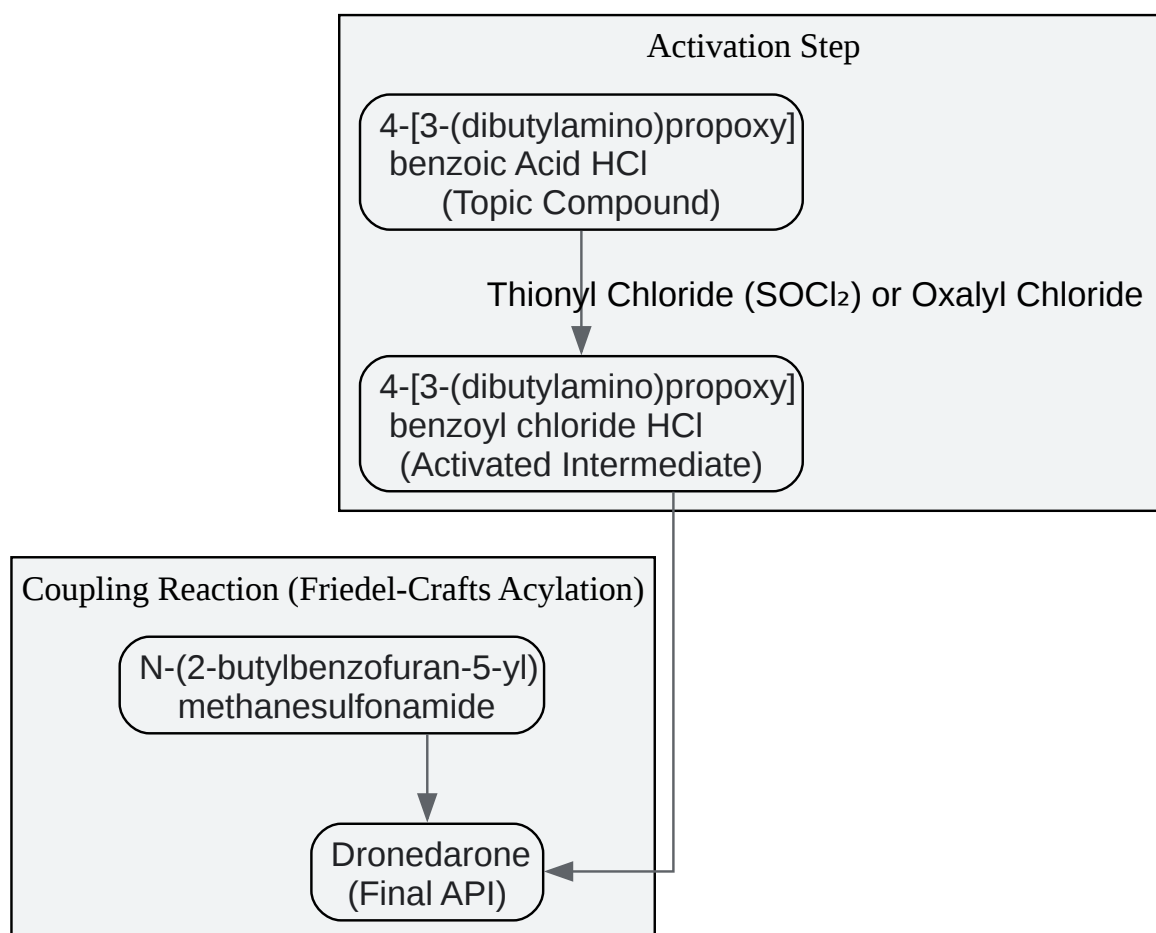 Activation Step
4-[3-(dibutylamino)propoxy]
benzoic Acid HCl
(Topic Compound)
Thionyl Chloride (SOCl₂) or Oxalyl Chloride
4-[3-(dibutylamino)propoxy]
benzoyl chloride HCl
(Activated Intermediate)
Coupling Reaction (Friedel-Crafts Acylation)
N-(2-butylbenzofuran-5-yl)
methanesulfonamide
Dronedarone
(Final API)